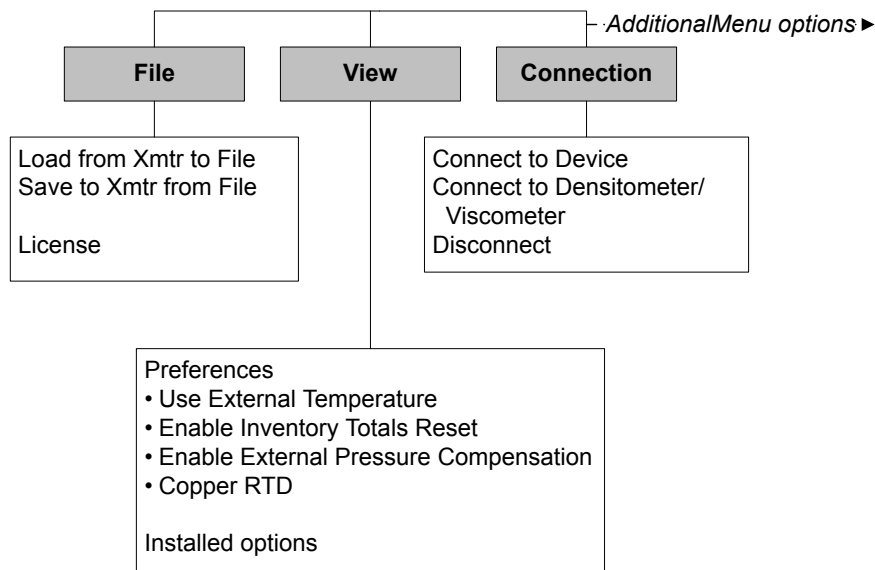 AdditionalMenu options
File
View
Connection
Load from Xmtr to File
Save to Xmtr from File
License
Connect to Device
Connect to Densitometer/
Viscometer
Disconnect
Preferences
• Use External Temperature
• Enable Inventory Totals Reset
• Enable External Pressure Compensation
• Copper RTD
Installed options